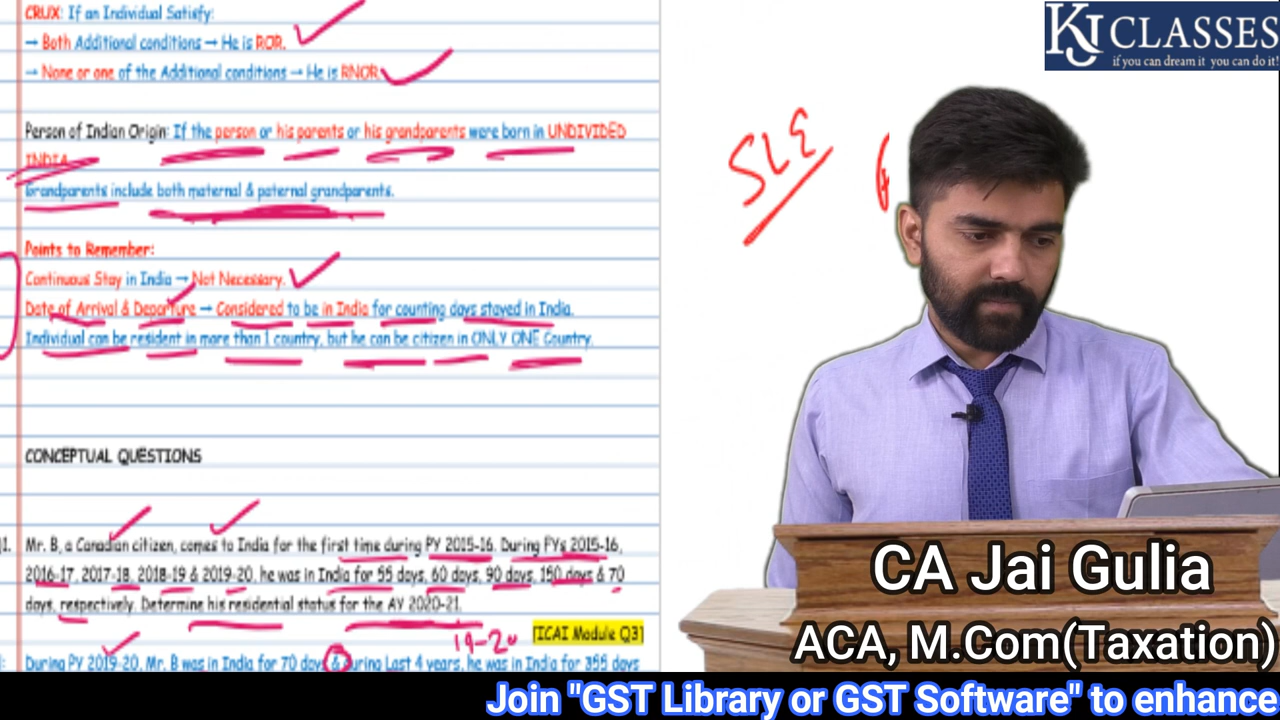 CRUX: If an Individual Satisfy:
→ Both Additional conditions → He is ROR.
→ None or one of the Additional conditions → He is RNOR
Person of Indian Origin: If the person or his parents or his grandparents were born in UNDIVIDED
INDIA
Grandparents include both maternal & paternal grandparents.
Points to Remember:
Continuous Stay in India → Not Necessary.
Date of Arrival & Departure → Considered to be in India for counting days stayed in India.
Individual can be resident in more than 1 country, but he can be citizen in ONLY ONE Country.
CONCEPTUAL QUESTIONS
Mr. B, a Canadian citizen, comes to India for the first time during PY 2015-16. During FYs 2015-16,
2016-17, 2017-18, 2018-19 & 2019-20, he was in India for 55 days, 60 days, 90 days, 150 days & 70
days, respectively. Determine his residential status for the AY 2020-21.
19-20
[ICAI Module Q3]
During PY 2019-20, Mr. B was in India for 70 days & during Last 4 years, he was in India for 355 days
SLE
KJ CLASSES
if you can dream it you can do it!
CA Jai Gulia
ACA, M.Com(Taxation)
Join "GST Library or GST Software" to enhance